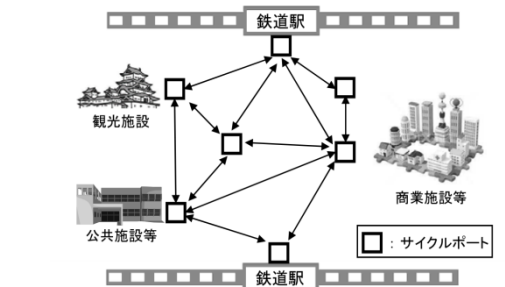 鉄道駅
観光施設
商業施設等
公共施設等
：サイクルポート
鉄道駅